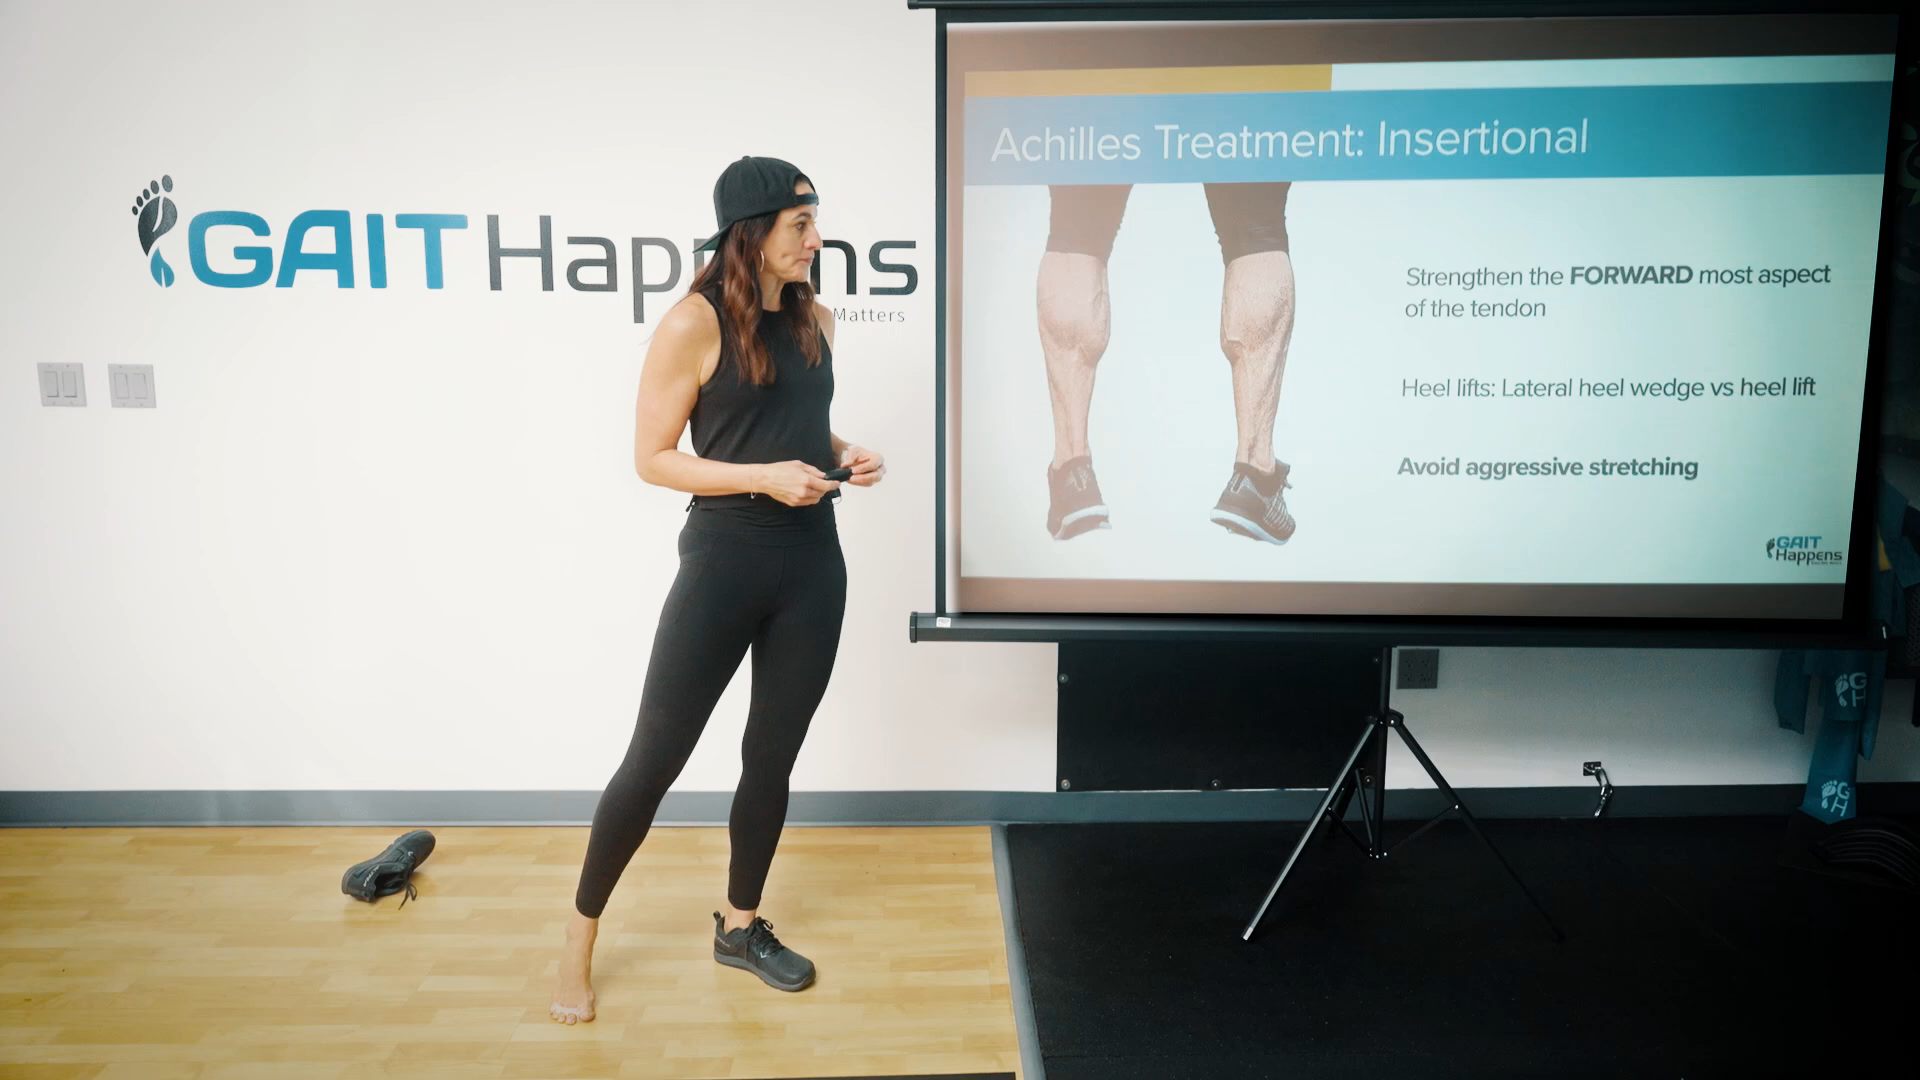 GAIT Happens
Matters
Achilles Treatment: Insertional
Strengthen the FORWARD most aspect
of the tendon
Heel lifts: Lateral heel wedge vs heel lift
Avoid aggressive stretching
GAIT
Happens
G
H
G
H